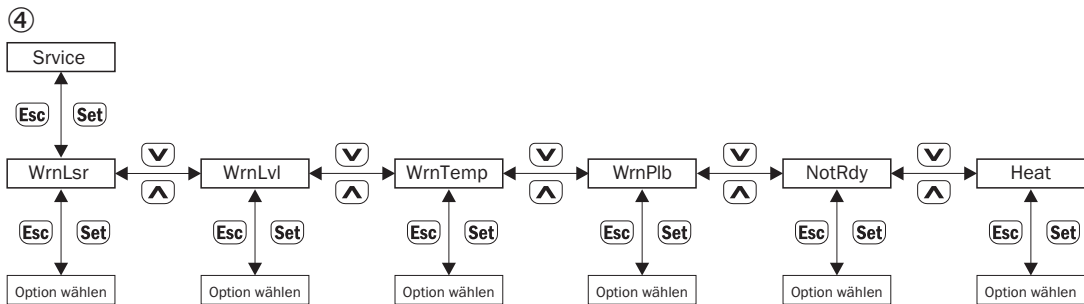 ④
Srvice
Esc Set
WrnLsr WrnLvl WrnTemp WrnPlb NotRdy Heat
Esc Set Esc Set Esc Set Esc Set Esc Set Esc Set
Option wählen Option wählen Option wählen Option wählen Option wählen Option wählen